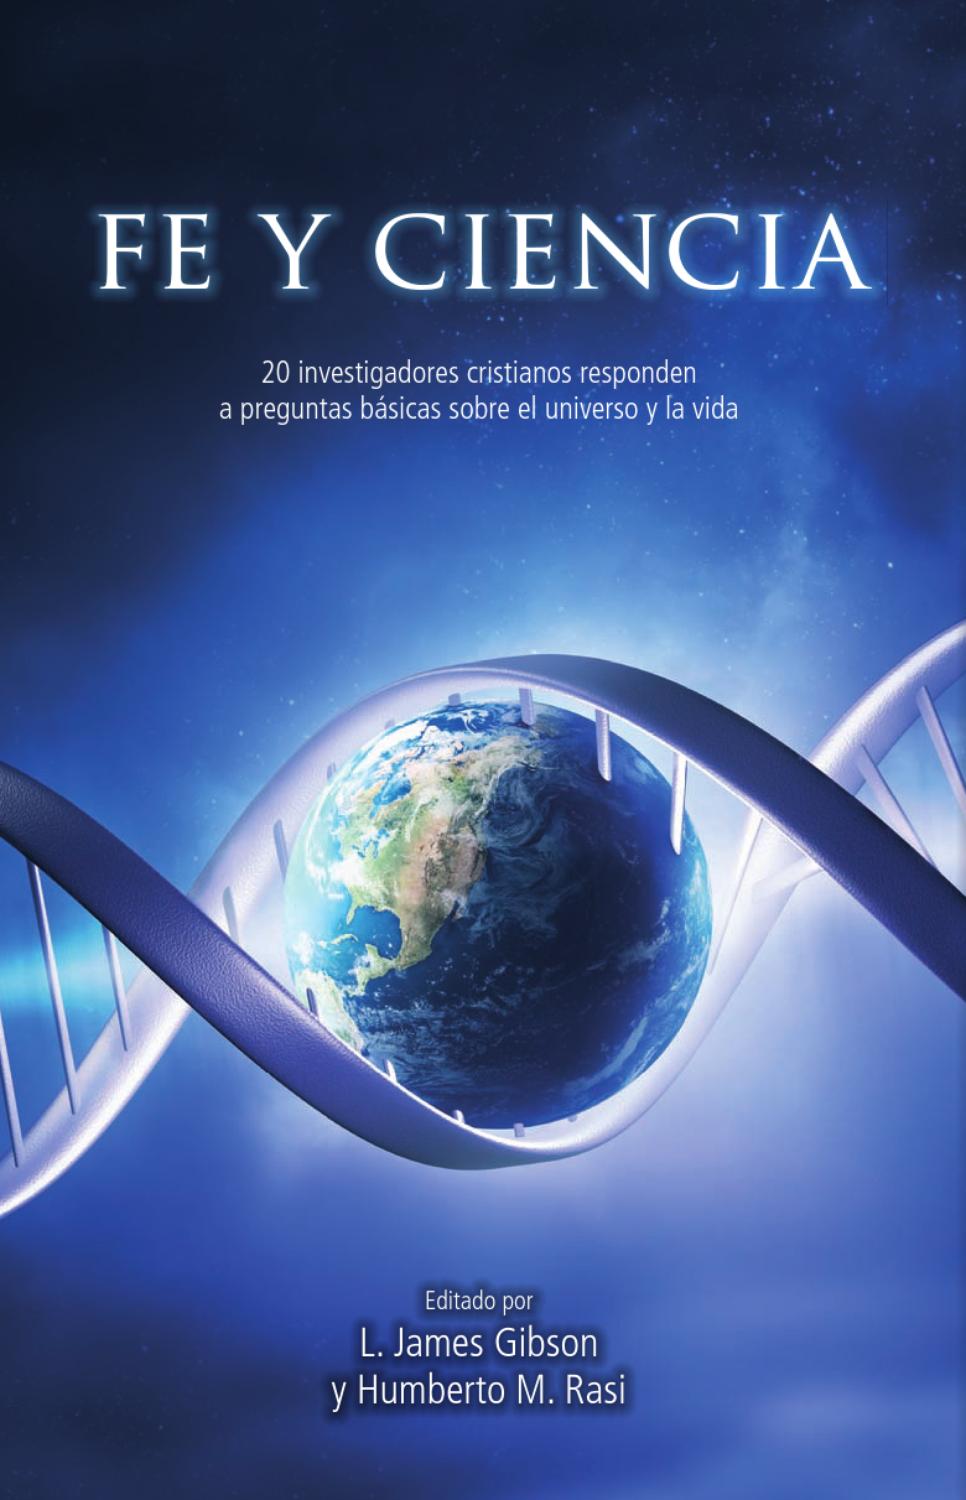 FE Y CIENCIA
20 investigadores cristianos responden
a preguntas básicas sobre el universo y la vida
Editado por
L. James Gibson
y Humberto M. Rasi